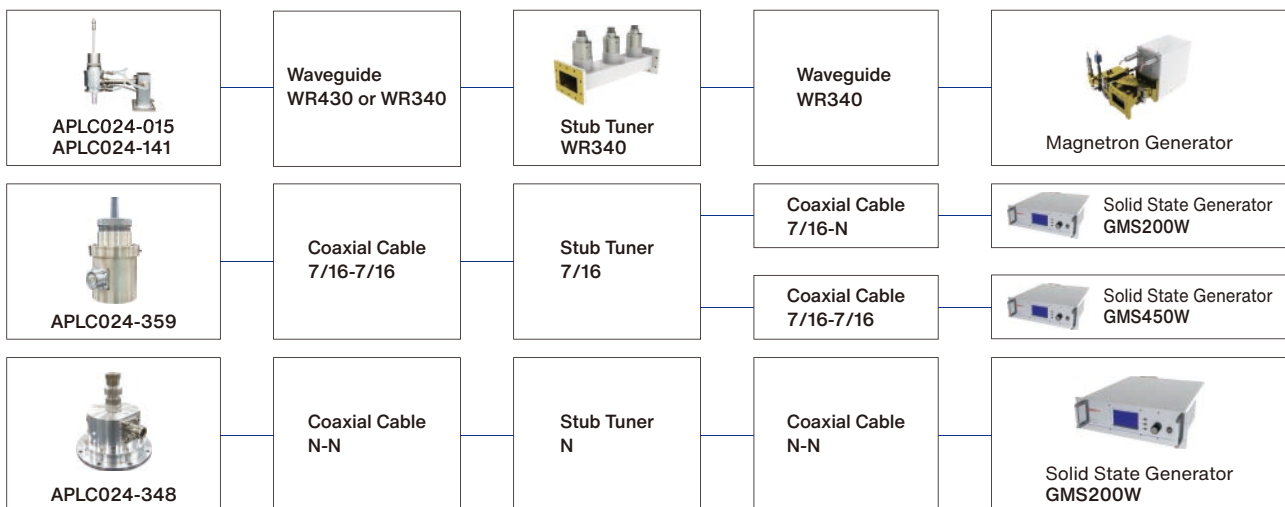 APLC024-015
APLC024-141
Waveguide
WR430 or WR340
Stub Tuner
WR340
Waveguide
WR340
Magnetron Generator
APLC024-359
Coaxial Cable
7/16-7/16
Stub Tuner
7/16
Coaxial Cable
7/16-N
Solid State Generator
GMS200W
Coaxial Cable
7/16-7/16
Solid State Generator
GMS450W
APLC024-348
Coaxial Cable
N-N
Stub Tuner
N
Coaxial Cable
N-N
Solid State Generator
GMS200W